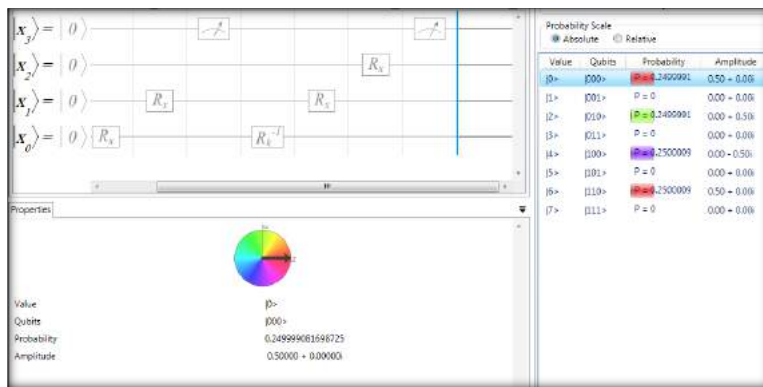 |x₃⟩ = |0⟩
|x₂⟩ = |0⟩ Rₓ
|x₁⟩ = |0⟩ Rₓ Rₓ
|x₀⟩ = |0⟩ Rₓ Rₖ⁻¹
Properties
Value |0>
Qubits |000>
Probability 0.249999081698725
Amplitude 0.50000 + 0.00000i
Probability Scale
Absolute Relative
Value Qubits Probability Amplitude
|0> |000> P = 0.2499991 0.50 + 0.00i
|1> |001> P = 0 0.00 + 0.00i
|2> |010> P = 0.2499991 0.00 + 0.50i
|3> |011> P = 0 0.00 + 0.00i
|4> |100> P = 0.2500009 0.00 - 0.50i
|5> |101> P = 0 0.00 + 0.00i
|6> |110> P = 0.2500009 0.50 + 0.00i
|7> |111> P = 0 0.00 + 0.00i